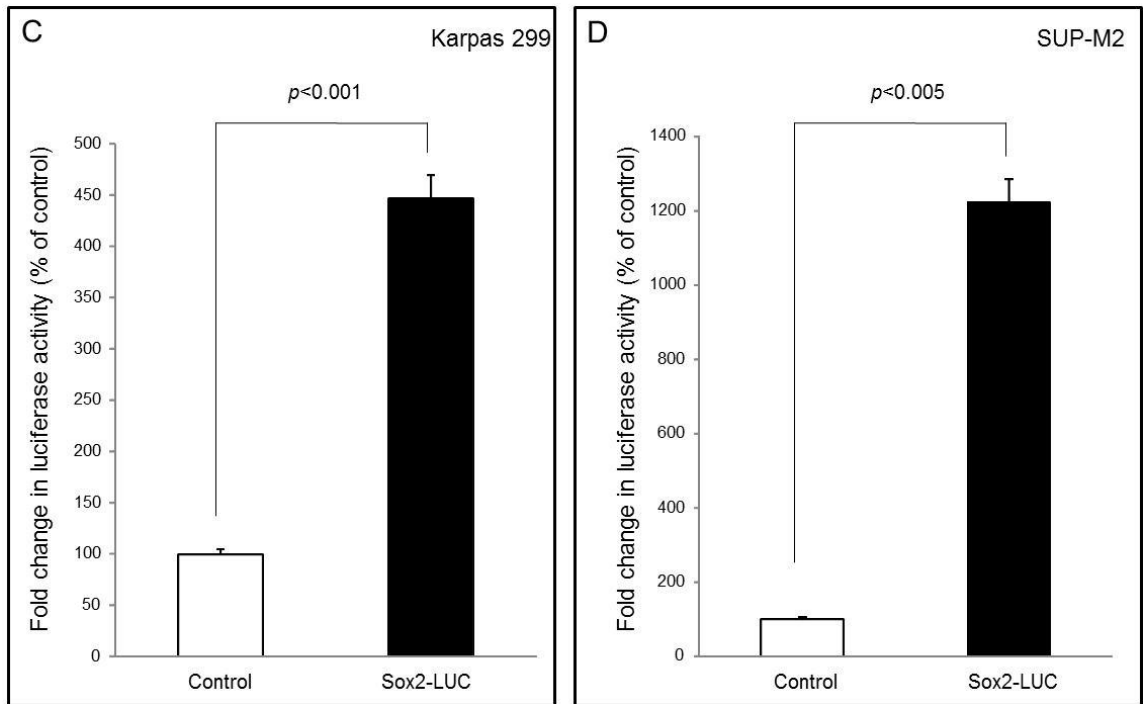 C
Karpas 299
p<0.001
Fold change in luciferase activity (% of control)
500
450
400
350
300
250
200
150
100
50
0
Control
Sox2-LUC
D
SUP-M2
p<0.005
Fold change in luciferase activity (% of control)
1400
1200
1000
800
600
400
200
0
Control
Sox2-LUC